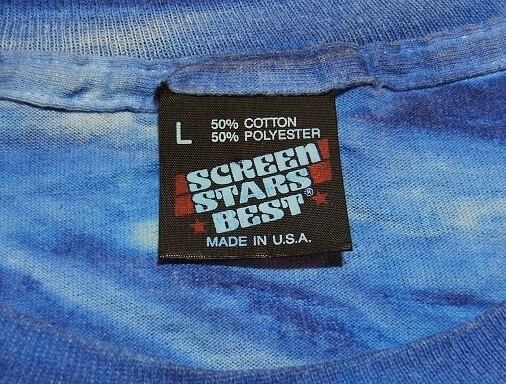 L 50% COTTON
50% POLYESTER
SCREEN
STARS
BEST®
MADE IN U.S.A.